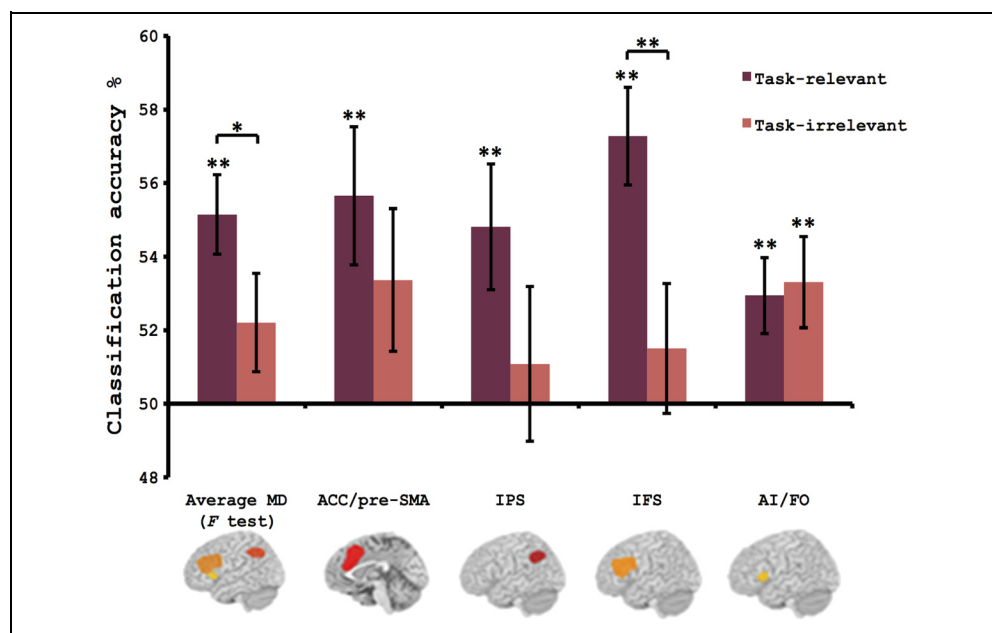 60
58
56
54
52
50
48
Classification accuracy %
**
*
**
**
**
**
**
**
Task-relevant
Task-irrelevant
Average MD
(F test)
ACC/pre-SMA
IPS
IFS
AI/FO